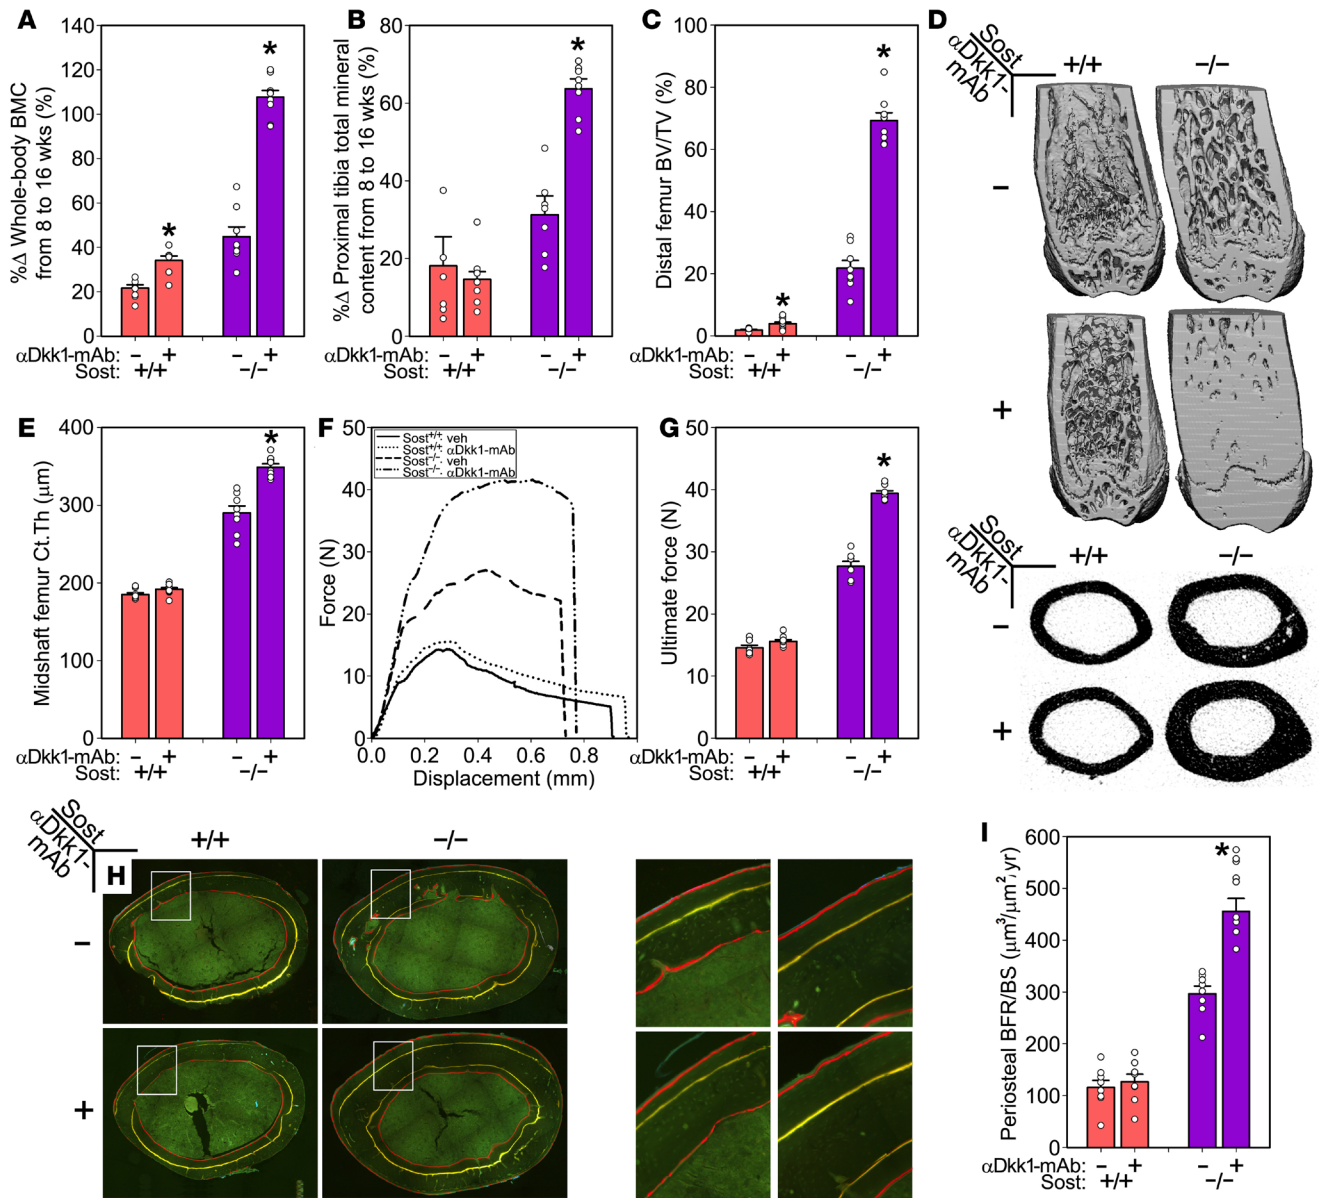 A
%Δ Whole-body BMC
from 8 to 16 wks (%)
140
120
100
80
60
40
20
0
αDkk1-mAb: − + − +
Sost: +/+ −/−
B
%Δ Proximal tibia total mineral
content from 8 to 16 wks (%)
80
60
40
20
0
− + − +
+/+ −/−
*
*
*
C
Distal femur BV/TV (%)
100
80
60
40
20
0
αDkk1-mAb: − + − +
Sost: +/+ −/−
*
*
D
Sost
αDkk1-
mAb
+/+ −/−
−
+
Sost
αDkk1-
mAb
+/+ −/−
−
+
E
Midshaft femur Ct.Th (μm)
400
300
200
100
0
αDkk1-mAb: − + − +
Sost: +/+ −/−
*
F
Force (N)
50
40
30
20
10
0
0.0 0.2 0.4 0.6 0.8
Displacement (mm)
Sost+/+: veh
Sost+/+: αDkk1-mAb
Sost−/−: veh
Sost−/−: αDkk1-mAb
G
Ultimate force (N)
50
40
30
20
10
0
αDkk1-mAb: − + − +
Sost: +/+ −/−
*
Sost
αDkk1-
mAb
+/+ −/−
H
−
+
I
Periosteal BFR/BS (μm³/μm²/yr)
600
500
400
300
200
100
0
αDkk1-mAb: − + − +
Sost: +/+ −/−
*